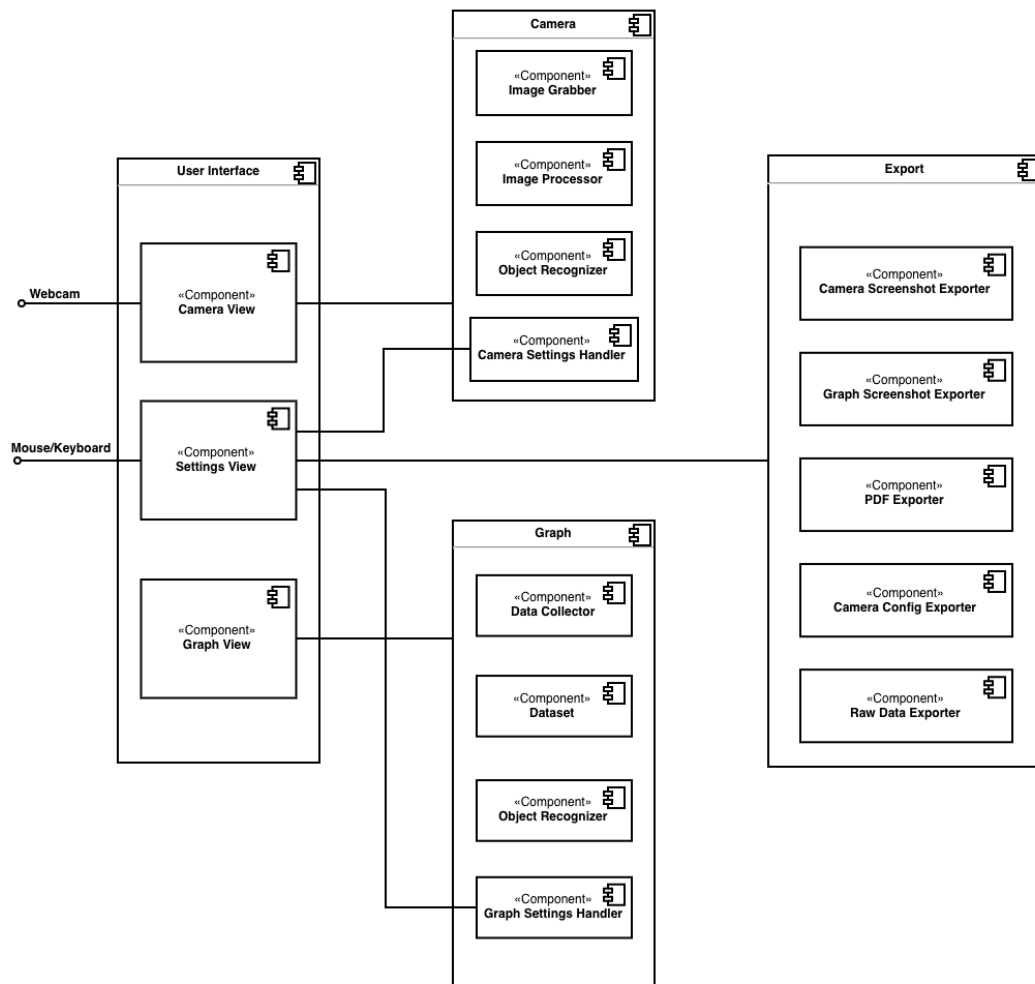 Camera
«Component»
Image Grabber
«Component»
Image Processor
«Component»
Object Recognizer
«Component»
Camera Settings Handler
User Interface
Webcam
«Component»
Camera View
Mouse/Keyboard
«Component»
Settings View
«Component»
Graph View
Export
«Component»
Camera Screenshot Exporter
«Component»
Graph Screenshot Exporter
«Component»
PDF Exporter
«Component»
Camera Config Exporter
«Component»
Raw Data Exporter
Graph
«Component»
Data Collector
«Component»
Dataset
«Component»
Object Recognizer
«Component»
Graph Settings Handler